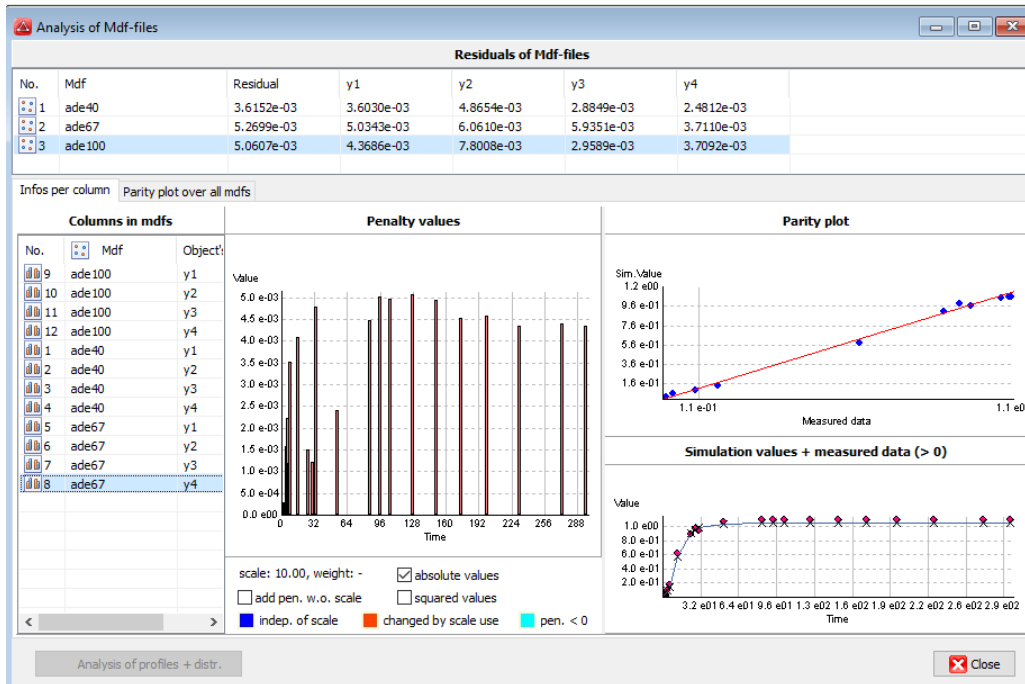 Analysis of Mdf-files
Residuals of Mdf-files
No. Mdf Residual y1 y2 y3 y4
1 ade40 3.6152e-03 3.6030e-03 4.8654e-03 2.8849e-03 2.4812e-03
2 ade67 5.2699e-03 5.0343e-03 6.0610e-03 5.9351e-03 3.7110e-03
3 ade100 5.0607e-03 4.3686e-03 7.8008e-03 2.9589e-03 3.7092e-03
Infos per column Parity plot over all mdfs
Columns in mdfs
No. Mdf Object's
9 ade100 y1
10 ade100 y2
11 ade100 y3
12 ade100 y4
1 ade40 y1
2 ade40 y2
3 ade40 y3
4 ade40 y4
5 ade67 y1
6 ade67 y2
7 ade67 y3
8 ade67 y4
Penalty values
Value
5.0 e-03
4.5 e-03
4.0 e-03
3.5 e-03
3.0 e-03
2.5 e-03
2.0 e-03
1.5 e-03
1.0 e-03
5.0 e-04
0.0 e00
0 32 64 96 128 160 192 224 256 288
Time
scale: 10.00, weight: - absolute values
add pen. w.o. scale squared values
indep. of scale changed by scale use pen. < 0
Parity plot
Sim.Value
1.2 e00
9.6 e-01
7.6 e-01
5.6 e-01
3.6 e-01
1.6 e-01
1.1 e-01 1.1 e0
Measured data
Simulation values + measured data (> 0)
Value
1.0 e00
8.0 e-01
6.0 e-01
4.0 e-01
2.0 e-01
3.2 e01 6.4 e01 9.6 e01 1.3 e02 1.6 e02 1.9 e02 2.2 e02 2.6 e02 2.9 e02
Time
Analysis of profiles + distr.
Close